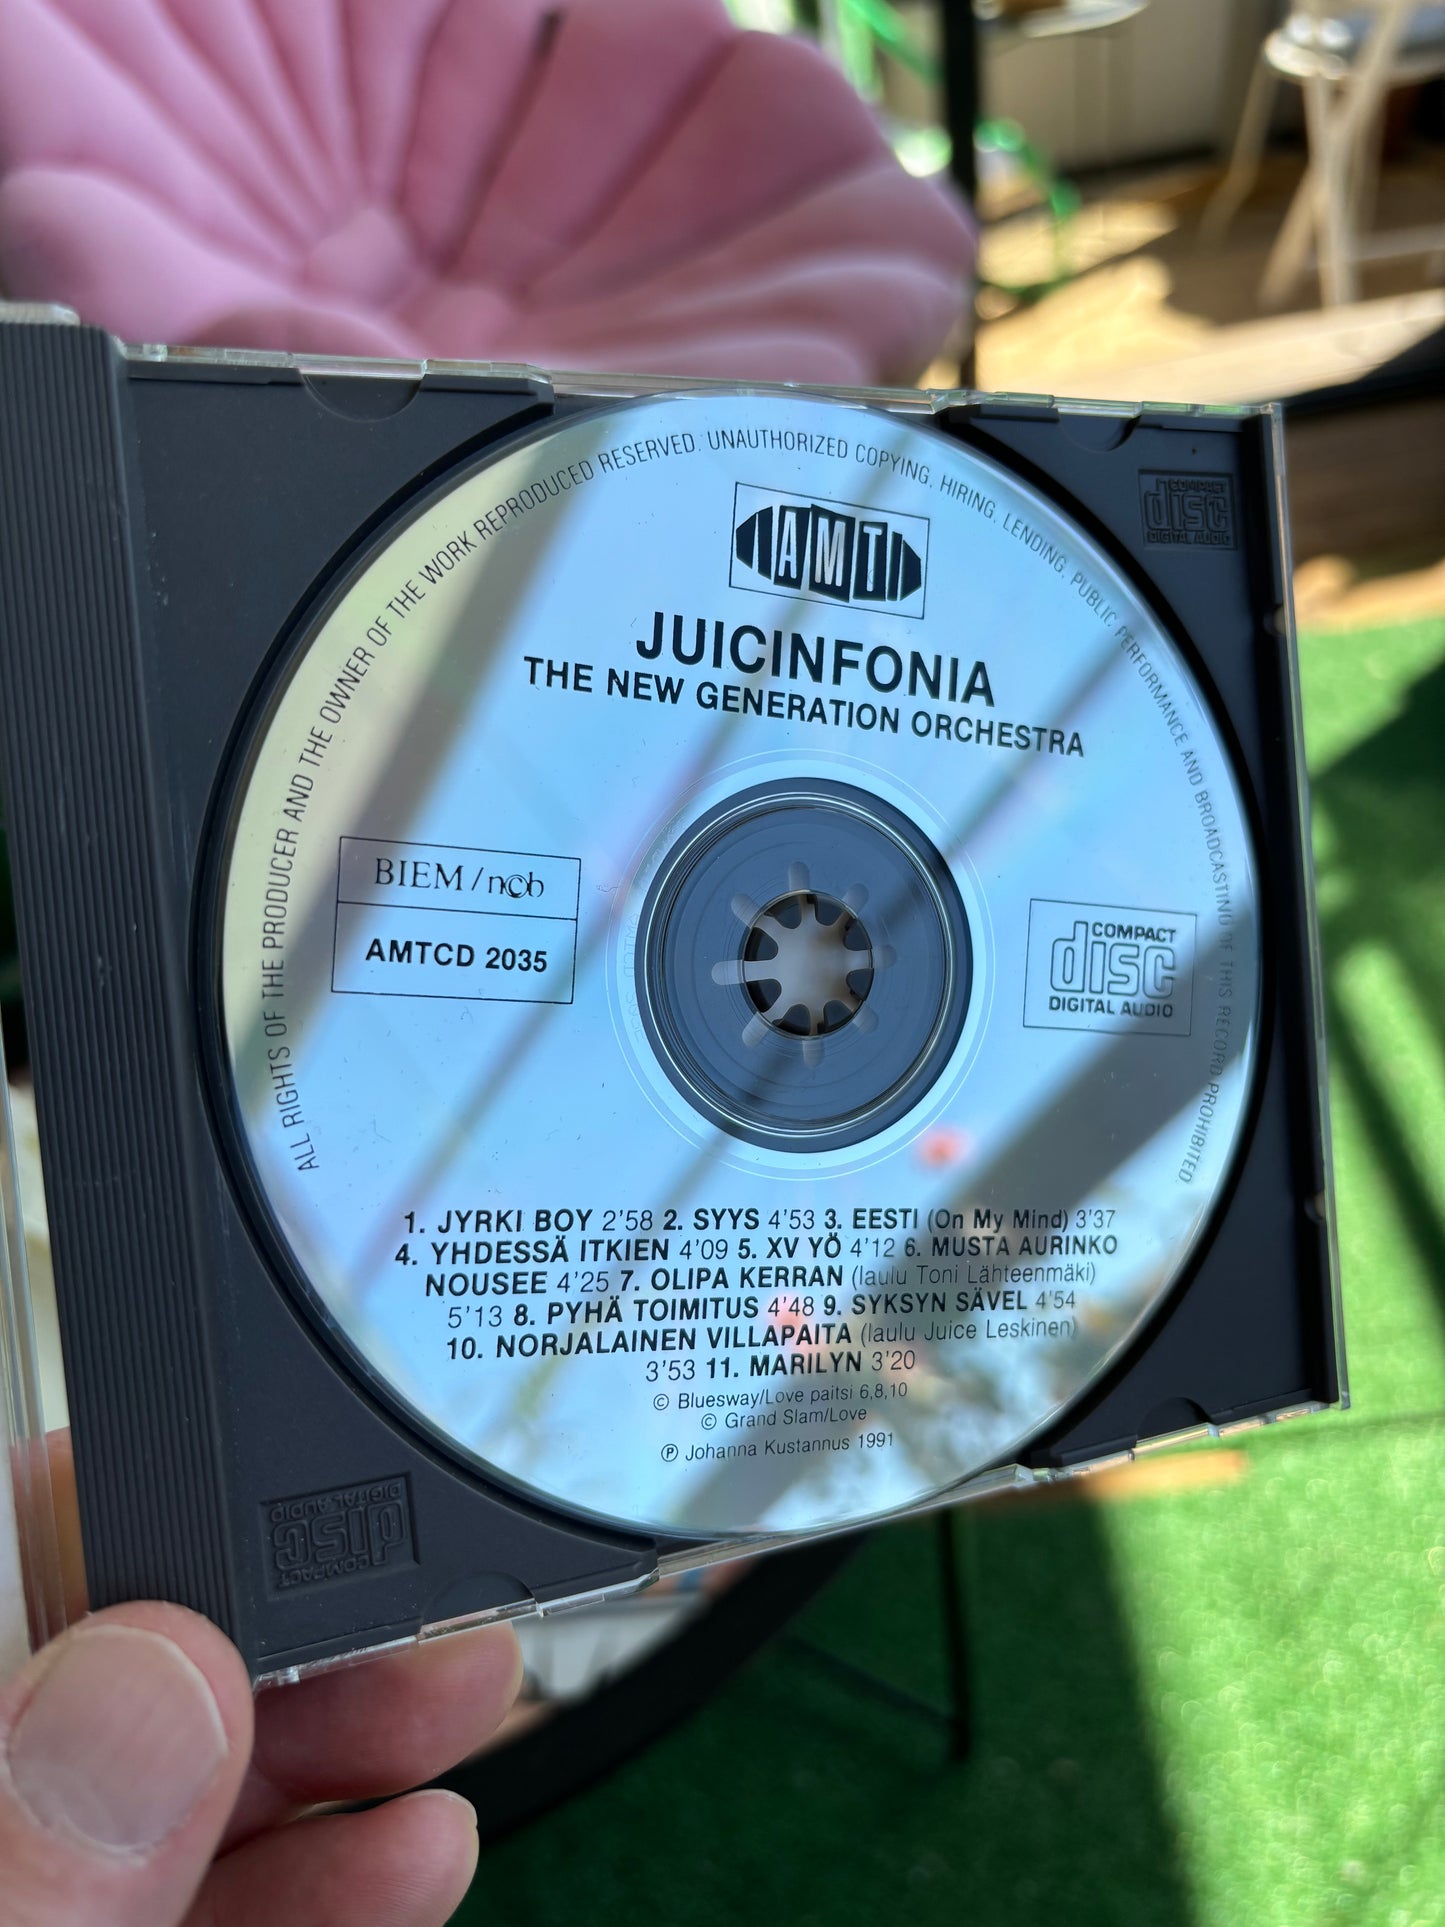 ALL RIGHTS OF THE PRODUCER AND THE OWNER OF THE WORK REPRODUCED RESERVED. UNAUTHORIZED COPYING, HIRING, LENDING, PUBLIC PERFORMANCE AND BROADCASTING OF THIS RECORD PROHIBITED.
AMT
JUICINFONIA
THE NEW GENERATION ORCHESTRA
BIEM/ncb
AMTCD 2035
COMPACT
disc
DIGITAL AUDIO
1. JYRKI BOY 2'58 2. SYYS 4'53 3. EESTI (On My Mind) 3'37
4. YHDESSÄ ITKIEN 4'09 5. XV YÖ 4'12 6. MUSTA AURINKO
NOUSEE 4'25 7. OLIPA KERRAN (laulu Toni Lähteenmäki)
5'13 8. PYHÄ TOIMITUS 4'48 9. SYKSYN SÄVEL 4'54
10. NORJALAINEN VILLAPAITA (laulu Juice Leskinen)
3'53 11. MARILYN 3'20
© Bluesway/Love paitsi 6,8,10
© Grand Slam/Love
℗ Johanna Kustannus 1991
COMPACT
disc
DIGITAL AUDIO
COMPACT
disc
DIGITAL AUDIO